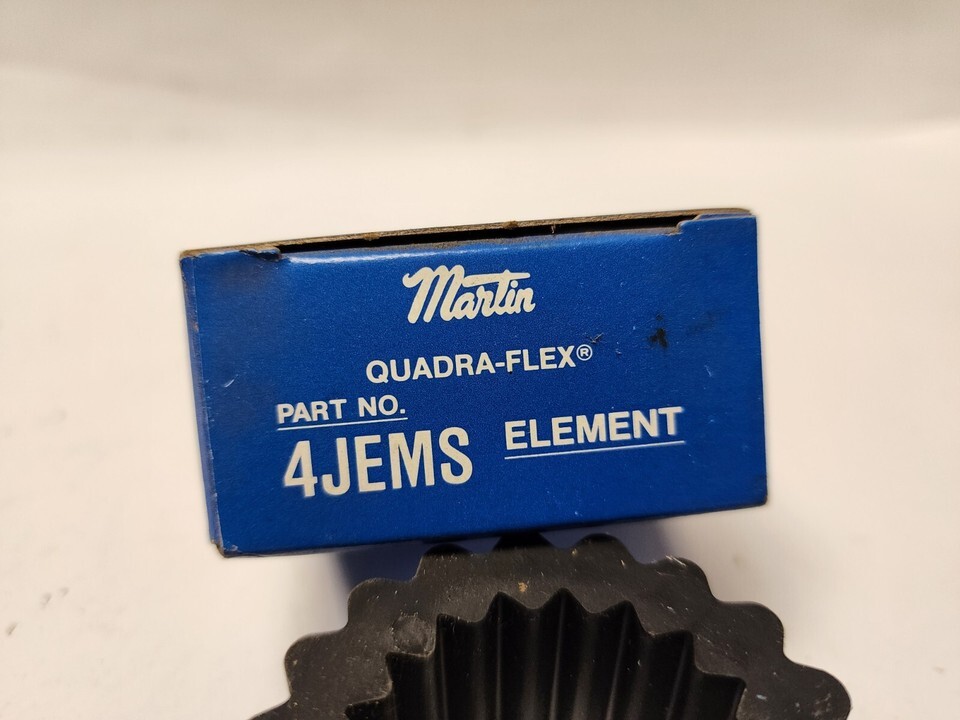 Martin
QUADRA-FLEX®
PART NO.
4JEMS ELEMENT